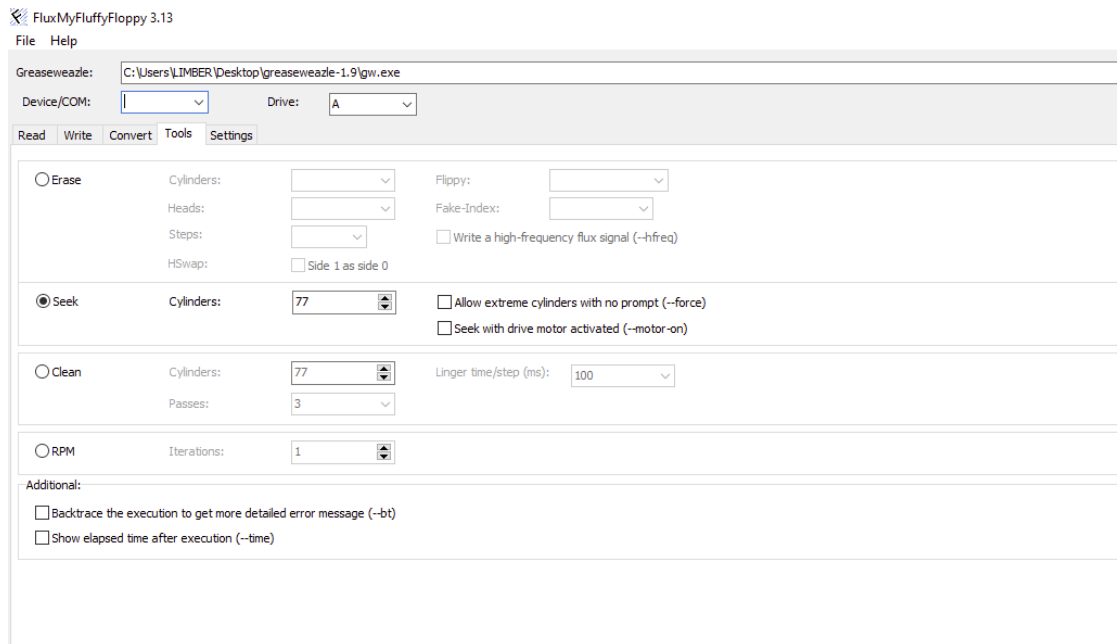 FluxMyFluffyFloppy 3.13
File Help
Greaseweazle: C:\Users\LIMBER\Desktop\greaseweazle-1.9\gw.exe
Device/COM: Drive: A
Read Write Convert Tools Settings
Erase Cylinders: Flippy:
Heads: Fake-Index:
Steps: Write a high-frequency flux signal (--hfreq)
HSwap: Side 1 as side 0
Seek Cylinders: 77 Allow extreme cylinders with no prompt (--force)
Seek with drive motor activated (--motor-on)
Clean Cylinders: 77 Linger time/step (ms): 100
Passes: 3
RPM Iterations: 1
Additional:
Backtrace the execution to get more detailed error message (--bt)
Show elapsed time after execution (--time)